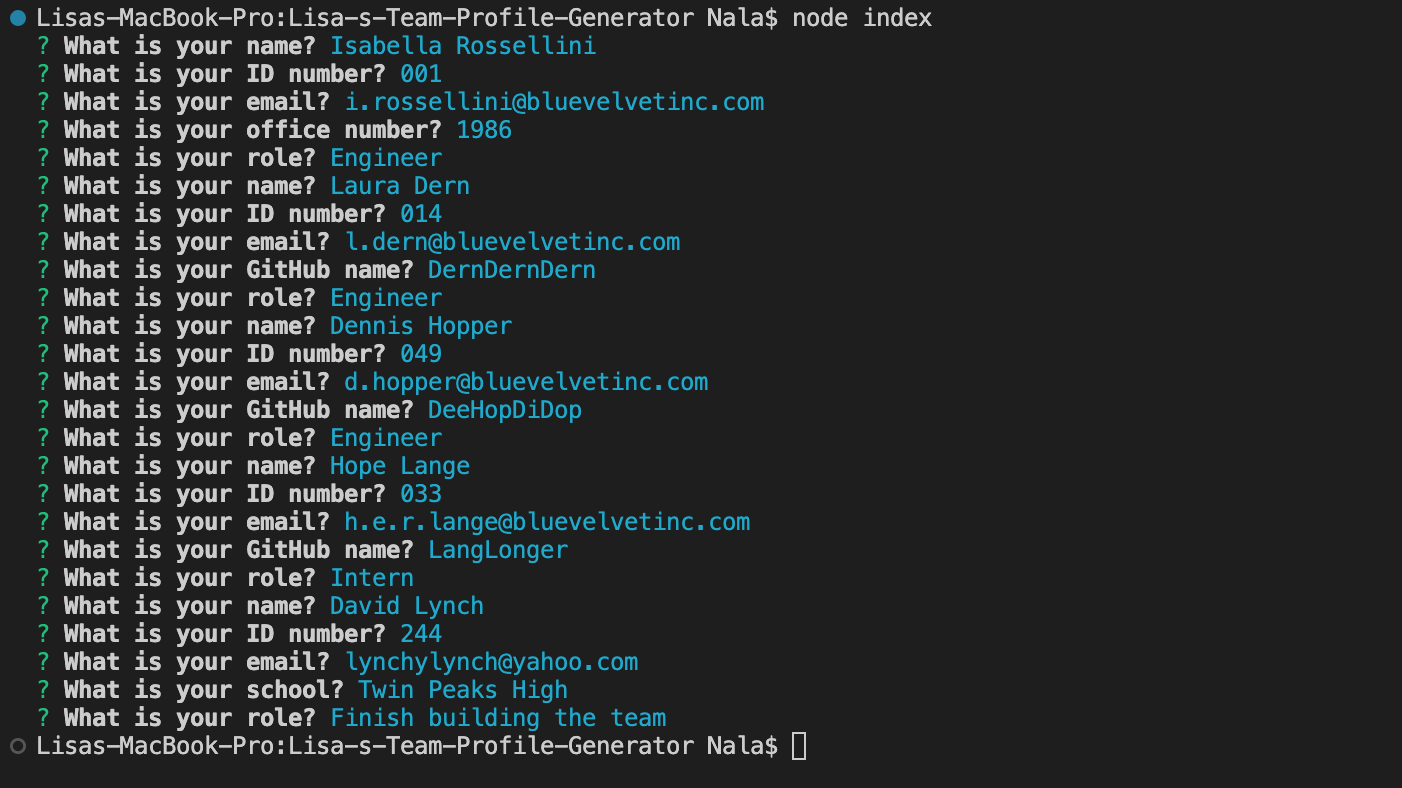 Lisas-MacBook-Pro:Lisa-s-Team-Profile-Generator Nala$ node index
? What is your name? Isabella Rossellini
? What is your ID number? 001
? What is your email? i.rossellini@bluevelvetinc.com
? What is your office number? 1986
? What is your role? Engineer
? What is your name? Laura Dern
? What is your ID number? 014
? What is your email? l.dern@bluevelvetinc.com
? What is your GitHub name? DernDernDern
? What is your role? Engineer
? What is your name? Dennis Hopper
? What is your ID number? 049
? What is your email? d.hopper@bluevelvetinc.com
? What is your GitHub name? DeeHopDiDop
? What is your role? Engineer
? What is your name? Hope Lange
? What is your ID number? 033
? What is your email? h.e.r.lange@bluevelvetinc.com
? What is your GitHub name? LangLonger
? What is your role? Intern
? What is your name? David Lynch
? What is your ID number? 244
? What is your email? lynchylynch@yahoo.com
? What is your school? Twin Peaks High
? What is your role? Finish building the team
Lisas-MacBook-Pro:Lisa-s-Team-Profile-Generator Nala$